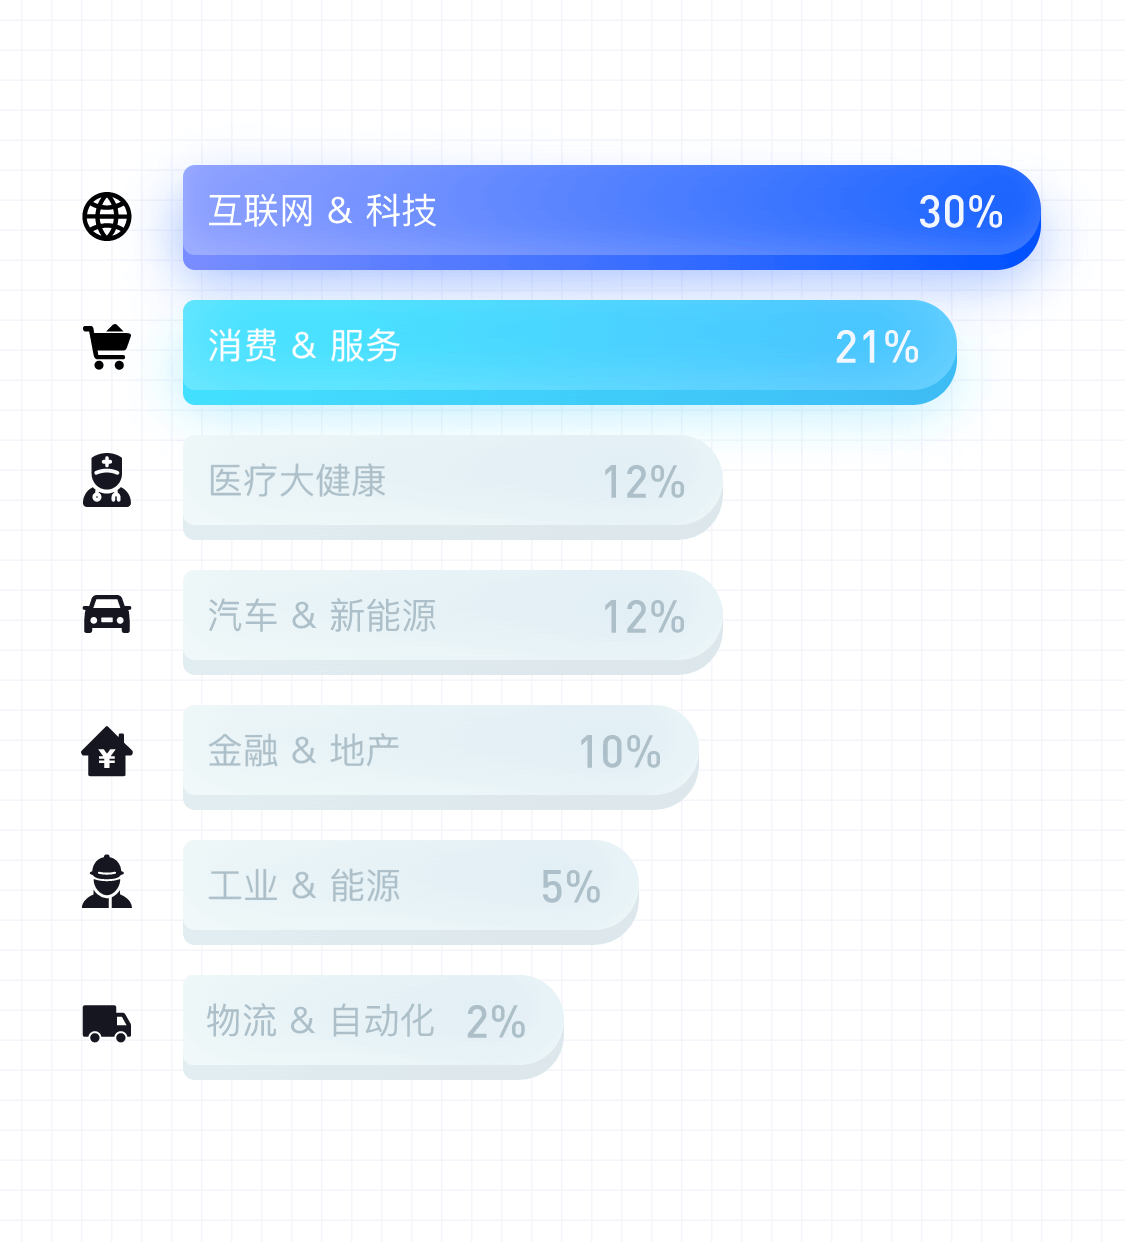 互联网 & 科技 30%
消费 & 服务 21%
医疗大健康 12%
汽车 & 新能源 12%
金融 & 地产 10%
¥
工业 & 能源 5%
物流 & 自动化 2%